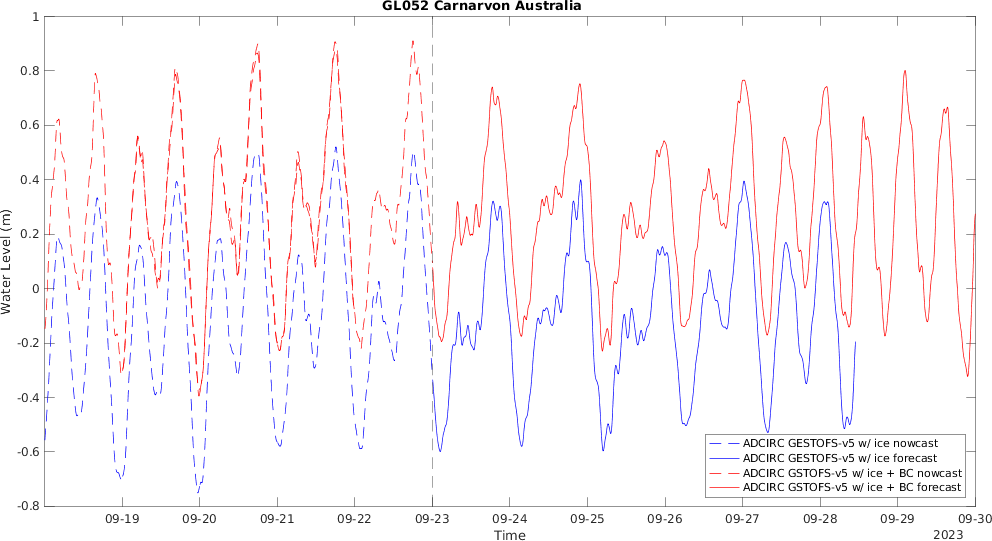 GL052 Carnarvon Australia
1
0.8
0.6
0.4
0.2
0
-0.2
-0.4
-0.6
-0.8
Water Level (m)
09-19 09-20 09-21 09-22 09-23 09-24 09-25 09-26 09-27 09-28 09-29 09-30
Time
2023
ADCIRC GESTOFS-v5 w/ ice nowcast
ADCIRC GESTOFS-v5 w/ ice forecast
ADCIRC GSTOFS-v5 w/ ice + BC nowcast
ADCIRC GSTOFS-v5 w/ ice + BC forecast